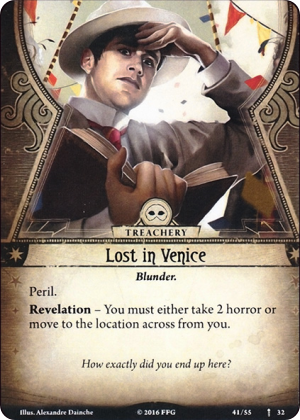 TREACHERY
Lost in Venice
Blunder.
Peril.
Revelation – You must either take 2 horror or
move to the location across from you.
How exactly did you end up here?
Illus. Alexandre Dainche © 2016 FFG 41/55 32